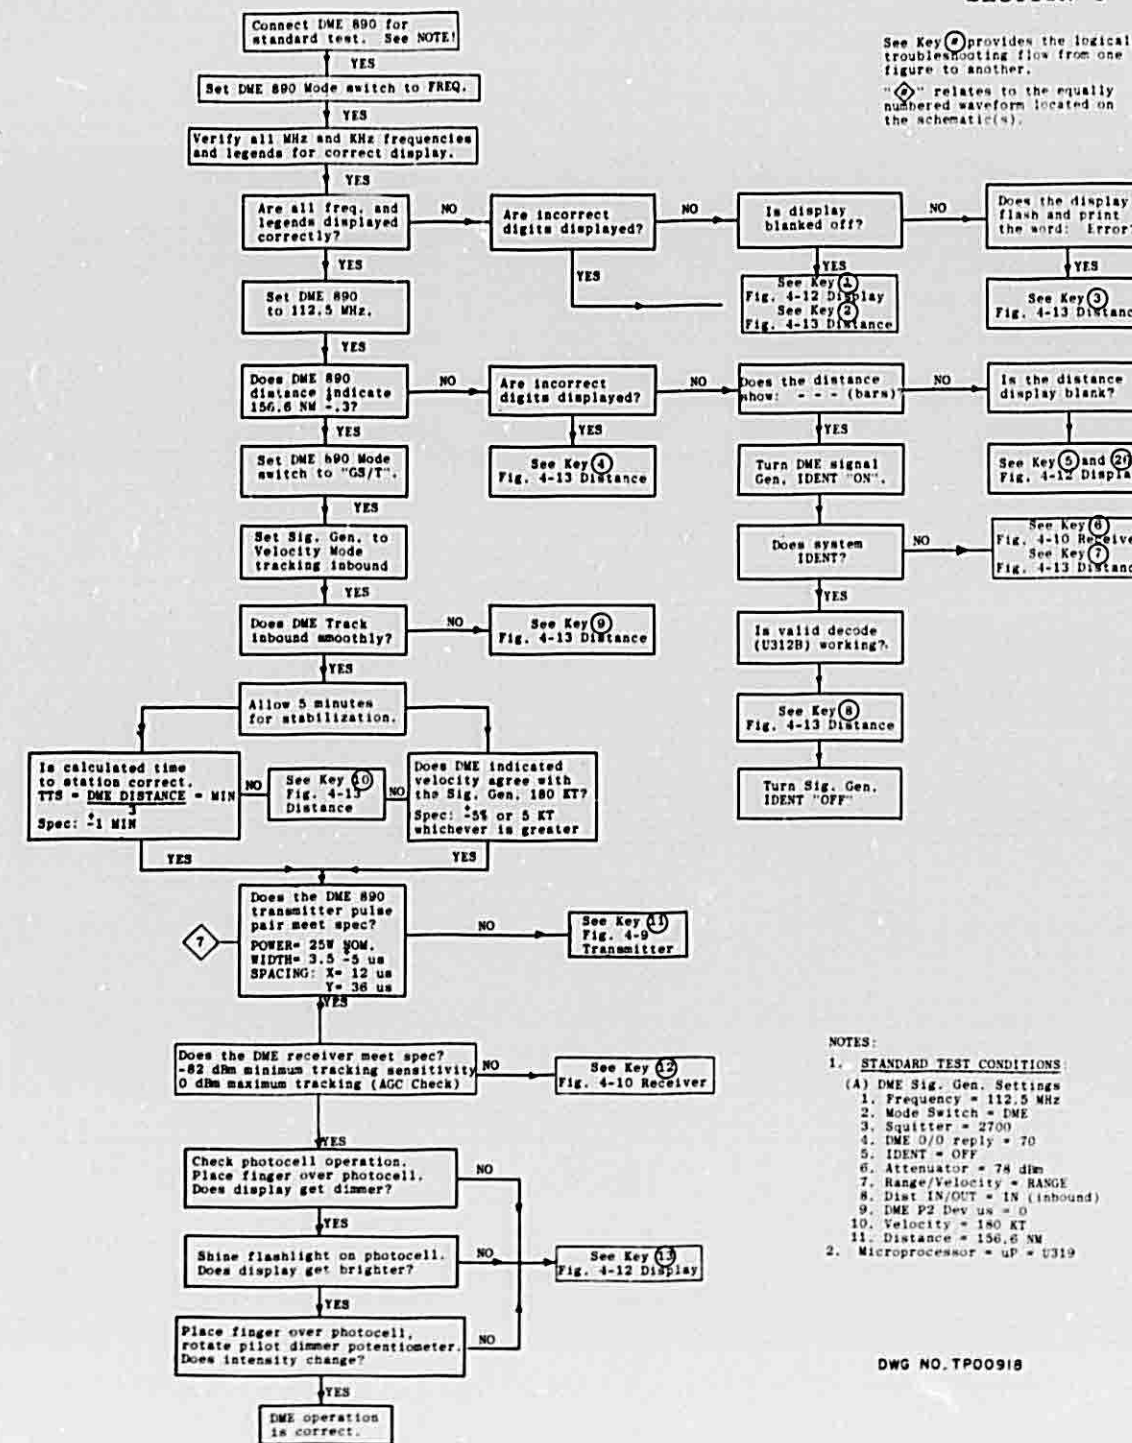 See Key # provides the logical
troubleshooting flow from one
figure to another.
"#" relates to the equally
numbered waveform located on
the schematic(s).
Connect DME 890 for
standard test. See NOTE!
YES
Set DME 890 Mode switch to FREQ.
YES
Verify all MHz and KHz frequencies
and legends for correct display.
YES
Are all freq. and
legends displayed
correctly?
NO
Are incorrect
digits displayed?
NO
Is display
blanked off?
NO
Does the display
flash and print
the word: Error?
YES
YES
YES
YES
Set DME 890
to 112.5 MHz.
See Key 1
Fig. 4-12 Display
See Key 2
Fig. 4-13 Distance
See Key 3
Fig. 4-13 Distanc
YES
Does DME 890
distance indicate
156.6 NM -.3?
NO
Are incorrect
digits displayed?
NO
Does the distance
show: - - - (bars)
NO
Is the distance
display blank?
YES
YES
YES
YES
Set DME 890 Mode
switch to "GS/T".
See Key 4
Fig. 4-13 Distance
Turn DME signal
Gen. IDENT "ON".
See Key 5 and 26
Fig. 4-12 Displa
YES
Set Sig. Gen. to
Velocity Mode
tracking inbound
Does system
IDENT?
NO
See Key 6
Fig. 4-10 Receive
See Key 7
Fig. 4-13 Distanc
YES
YES
Does DME Track
inbound smoothly?
NO
See Key 9
Fig. 4-13 Distance
Is valid decode
(U312B) working?
YES
Allow 5 minutes
for stabilization.
See Key 8
Fig. 4-13 Distance
Turn Sig. Gen.
IDENT "OFF"
Is calculated time
to station correct.
TTS = DME DISTANCE = MIN
3
Spec: ±1 MIN
NO
See Key 10
Fig. 4-13
Distance
NO
Does DME indicated
velocity agree with
the Sig. Gen. 180 KT?
Spec: ±5% or 5 KT
whichever is greater
YES
YES
7
Does the DME 890
transmitter pulse
pair meet spec?
POWER= 25W NOM.
WIDTH= 3.5 -5 us
SPACING: X= 12 us
Y= 36 us
NO
See Key 11
Fig. 4-9
Transmitter
YES
Does the DME receiver meet spec?
-82 dBm minimum tracking sensitivity
0 dBm maximum tracking (AGC Check)
NO
See Key 12
Fig. 4-10 Receiver
YES
Check photocell operation.
Place finger over photocell.
Does display get dimmer?
NO
YES
Shine flashlight on photocell.
Does display get brighter?
NO
See Key 13
Fig. 4-12 Display
YES
Place finger over photocell,
rotate pilot dimmer potentiometer.
Does intensity change?
NO
YES
DME operation
is correct.
NOTES:
1. STANDARD TEST CONDITIONS:
(A) DME Sig. Gen. Settings
1. Frequency = 112.5 MHz
2. Mode Switch = DME
3. Squitter = 2700
4. DME 0/0 reply = 70
5. IDENT = OFF
6. Attenuator = 78 dBm
7. Range/Velocity = RANGE
8. Dist IN/OUT = IN (inbound)
9. DME P2 Dev us = 0
10. Velocity = 180 KT
11. Distance = 156.6 NM
2. Microprocessor = uP = U319
DWG NO. TP00918